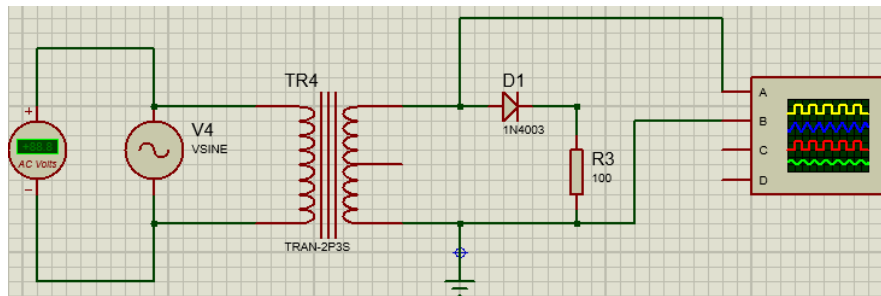 TR4
D1
A
+
V4
1N4003
B
+88.8
VSINE
R3
AC Volts
100
C
−
D
TRAN-2P3S